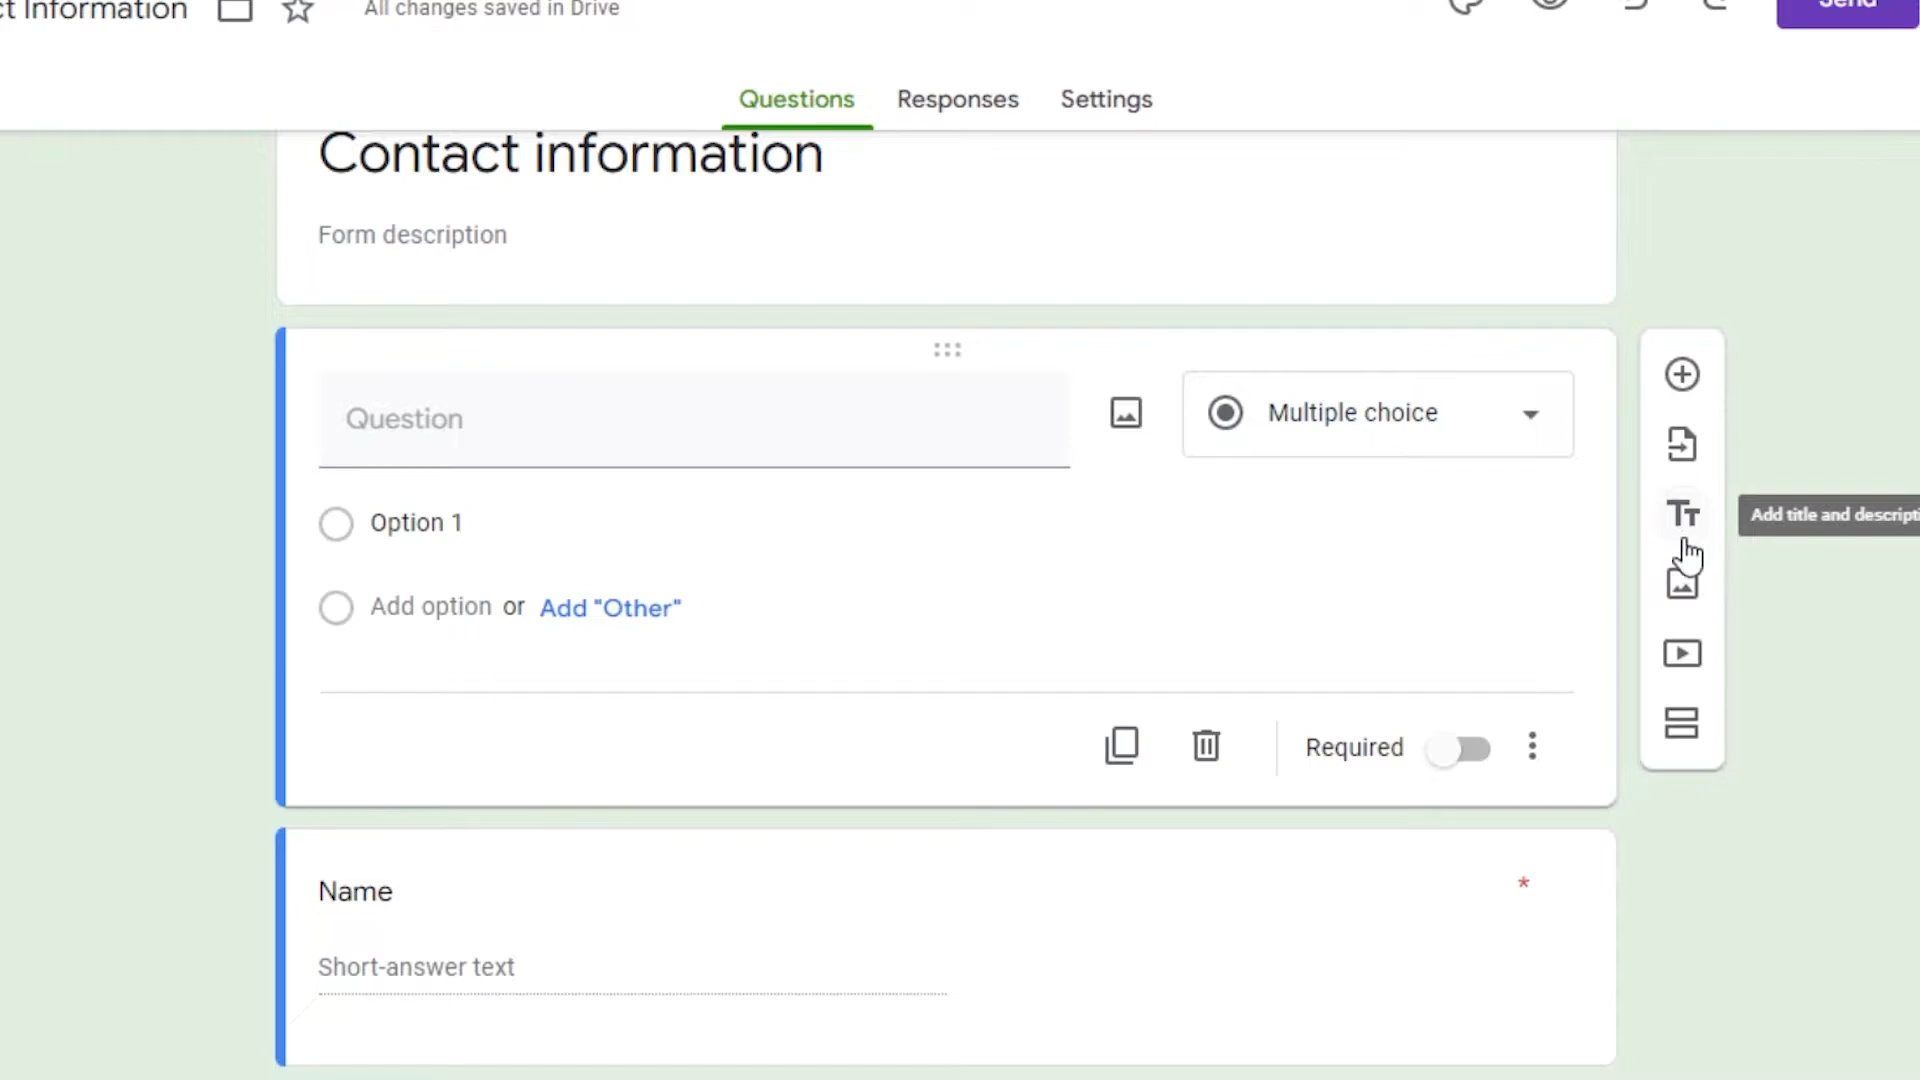 ct Information
All changes saved in Drive
Send
Questions
Responses
Settings
Contact information
Form description
Question
Multiple choice
Option 1
Add option or Add "Other"
Add title and descripti
Required
Name *
Short-answer text